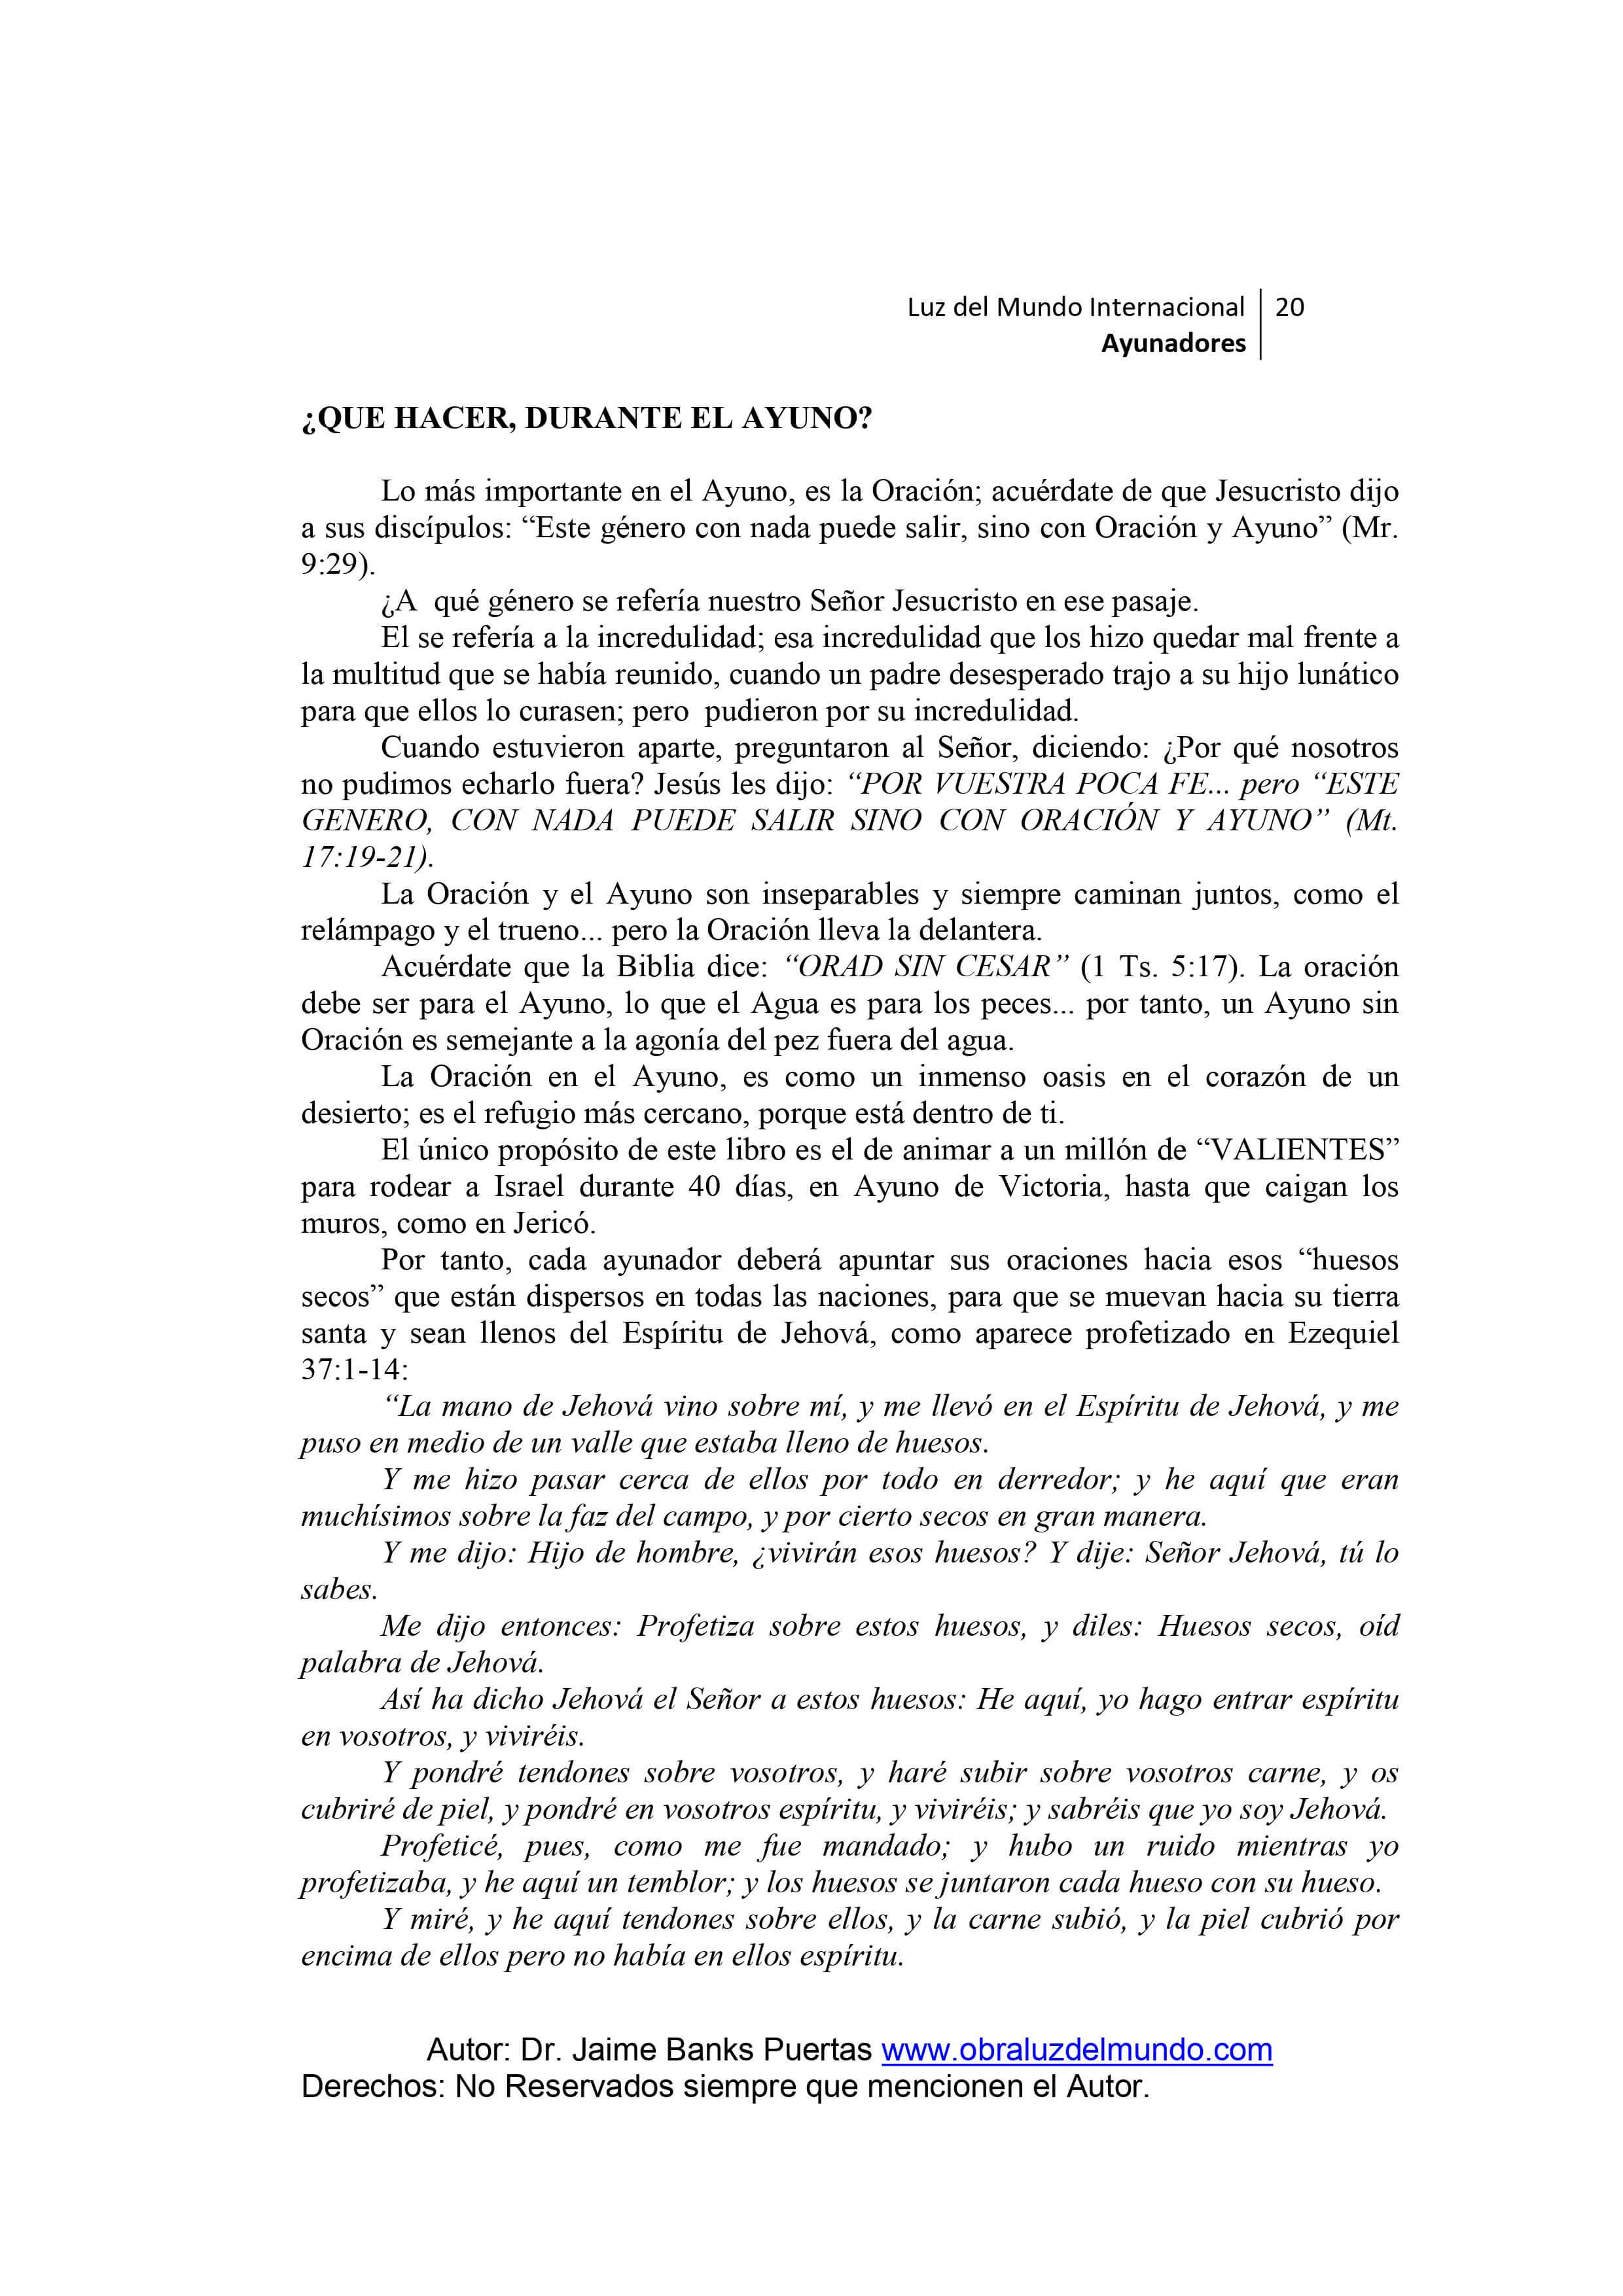 Luz del Mundo Internacional 20
Ayunadores
¿QUE HACER, DURANTE EL AYUNO?
Lo más importante en el Ayuno, es la Oración; acuérdate de que Jesucristo dijo
a sus discípulos: “Este género con nada puede salir, sino con Oración y Ayuno” (Mr.
9:29).
¿A  qué género se refería nuestro Señor Jesucristo en ese pasaje.
El se refería a la incredulidad; esa incredulidad que los hizo quedar mal frente a
la multitud que se había reunido, cuando un padre desesperado trajo a su hijo lunático
para que ellos lo curasen; pero  pudieron por su incredulidad.
Cuando estuvieron aparte, preguntaron al Señor, diciendo: ¿Por qué nosotros
no pudimos echarlo fuera? Jesús les dijo: “POR VUESTRA POCA FE... pero “ESTE
GENERO, CON NADA PUEDE SALIR SINO CON ORACIÓN Y AYUNO” (Mt.
17:19-21).
La Oración y el Ayuno son inseparables y siempre caminan juntos, como el
relámpago y el trueno... pero la Oración lleva la delantera.
Acuérdate que la Biblia dice: “ORAD SIN CESAR” (1 Ts. 5:17). La oración
debe ser para el Ayuno, lo que el Agua es para los peces... por tanto, un Ayuno sin
Oración es semejante a la agonía del pez fuera del agua.
La Oración en el Ayuno, es como un inmenso oasis en el corazón de un
desierto; es el refugio más cercano, porque está dentro de ti.
El único propósito de este libro es el de animar a un millón de “VALIENTES”
para rodear a Israel durante 40 días, en Ayuno de Victoria, hasta que caigan los
muros, como en Jericó.
Por tanto, cada ayunador deberá apuntar sus oraciones hacia esos “huesos
secos” que están dispersos en todas las naciones, para que se muevan hacia su tierra
santa y sean llenos del Espíritu de Jehová, como aparece profetizado en Ezequiel
37:1-14:
“La mano de Jehová vino sobre mí, y me llevó en el Espíritu de Jehová, y me
puso en medio de un valle que estaba lleno de huesos.
Y me hizo pasar cerca de ellos por todo en derredor; y he aquí que eran
muchísimos sobre la faz del campo, y por cierto secos en gran manera.
Y me dijo: Hijo de hombre, ¿vivirán esos huesos? Y dije: Señor Jehová, tú lo
sabes.
Me dijo entonces: Profetiza sobre estos huesos, y diles: Huesos secos, oíd
palabra de Jehová.
Así ha dicho Jehová el Señor a estos huesos: He aquí, yo hago entrar espíritu
en vosotros, y viviréis.
Y pondré tendones sobre vosotros, y haré subir sobre vosotros carne, y os
cubriré de piel, y pondré en vosotros espíritu, y viviréis; y sabréis que yo soy Jehová.
Profeticé, pues, como me fue mandado; y hubo un ruido mientras yo
profetizaba, y he aquí un temblor; y los huesos se juntaron cada hueso con su hueso.
Y miré, y he aquí tendones sobre ellos, y la carne subió, y la piel cubrió por
encima de ellos pero no había en ellos espíritu.
Autor: Dr. Jaime Banks Puertas www.obraluzdelmundo.com
Derechos: No Reservados siempre que mencionen el Autor.